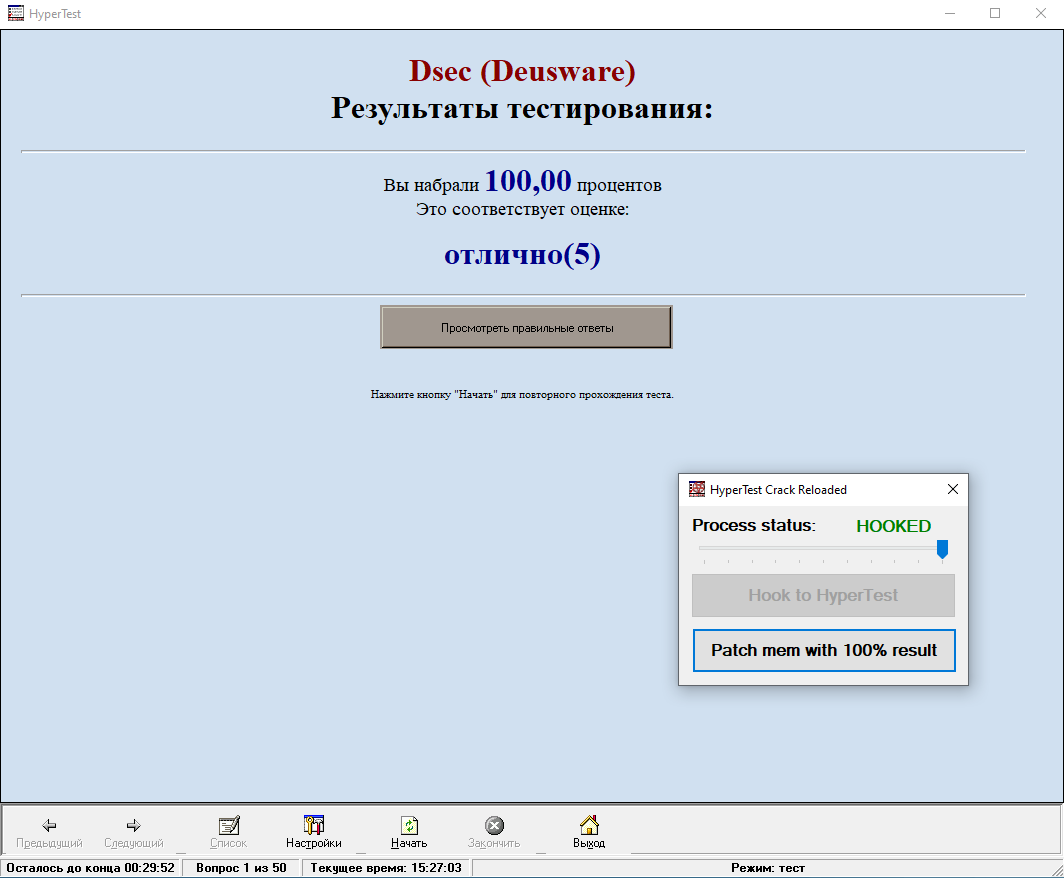 HyperTest
Dsec (Deusware)
Результаты тестирования:
Вы набрали 100,00 процентов
Это соответствует оценке:
отлично(5)
Просмотреть правильные ответы
Нажмите кнопку "Начать" для повторного прохождения теста.
HyperTest Crack Reloaded
Process status: HOOKED
Hook to HyperTest
Patch mem with 100% result
Предыдущий Следующий Список Настройки Начать Закончить Выход
Осталось до конца 00:29:52 Вопрос 1 из 50 Текущее время: 15:27:03 Режим: тест